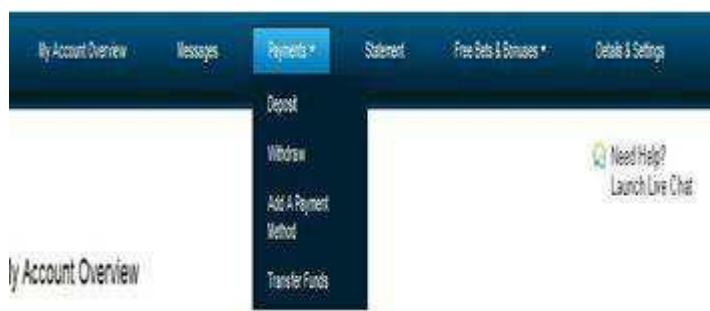 My Account Overview Messages Payments Statement Free Bets & Bonuses Details & Settings
Deposit
Withdraw
Need Help?
Launch Live Chat
Add A Payment
Method
ly Account Overview
Transfer Funds